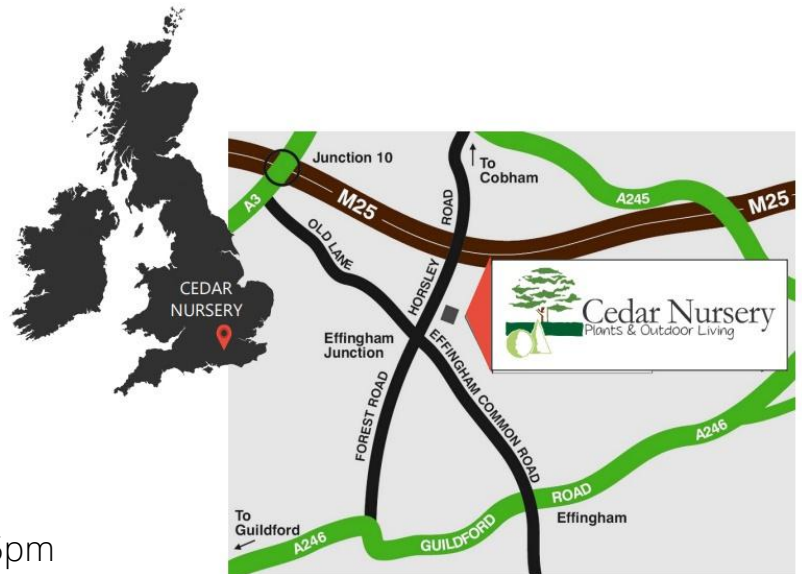 CEDAR
NURSERY
Junction 10
To
Cobham
A3
M25
A245
M25
OLD LANE
HORSLEY ROAD
Cedar Nursery
Plants & Outdoor Living
Effingham
Junction
EFFINGHAM COMMON ROAD
FOREST ROAD
A246
GUILDFORD ROAD
Effingham
To
Guildford
A246
5pm